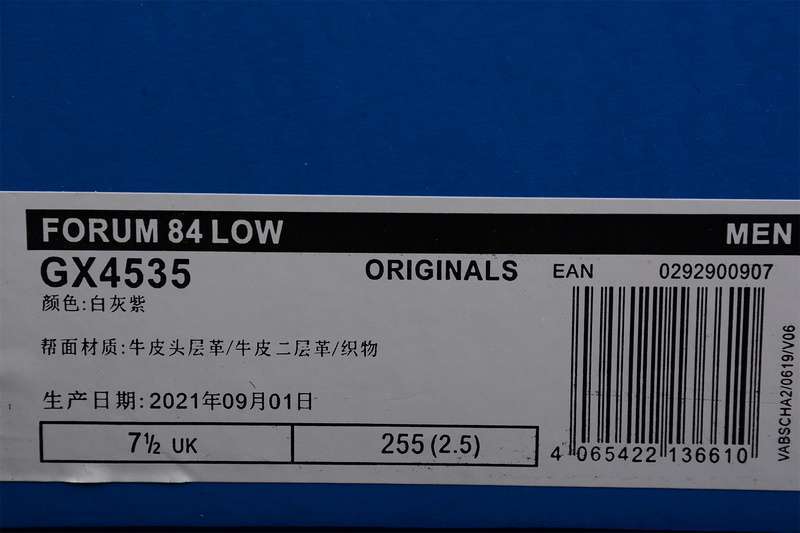 FORUM 84 LOW MEN
GX4535 ORIGINALS EAN 0292900907
颜色:白灰紫
帮面材质:牛皮头层革/牛皮二层革/织物
生产日期:2021年09月01日
7½ UK 255(2.5)
4 065422 136610
VABSCHA2/0619/V06